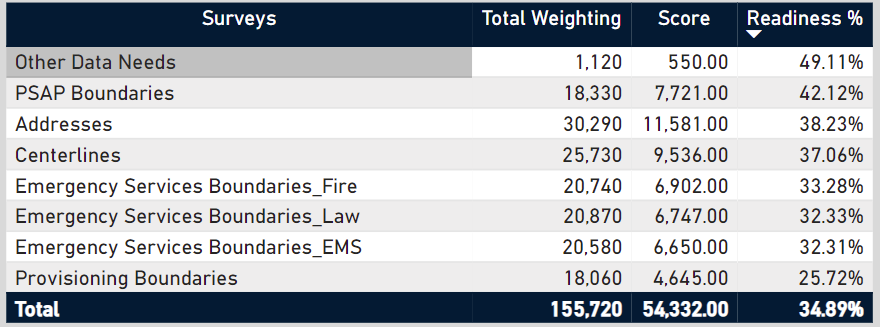 Surveys Total Weighting Score Readiness %
Other Data Needs 1,120 550.00 49.11%
PSAP Boundaries 18,330 7,721.00 42.12%
Addresses 30,290 11,581.00 38.23%
Centerlines 25,730 9,536.00 37.06%
Emergency Services Boundaries_Fire 20,740 6,902.00 33.28%
Emergency Services Boundaries_Law 20,870 6,747.00 32.33%
Emergency Services Boundaries_EMS 20,580 6,650.00 32.31%
Provisioning Boundaries 18,060 4,645.00 25.72%
Total 155,720 54,332.00 34.89%